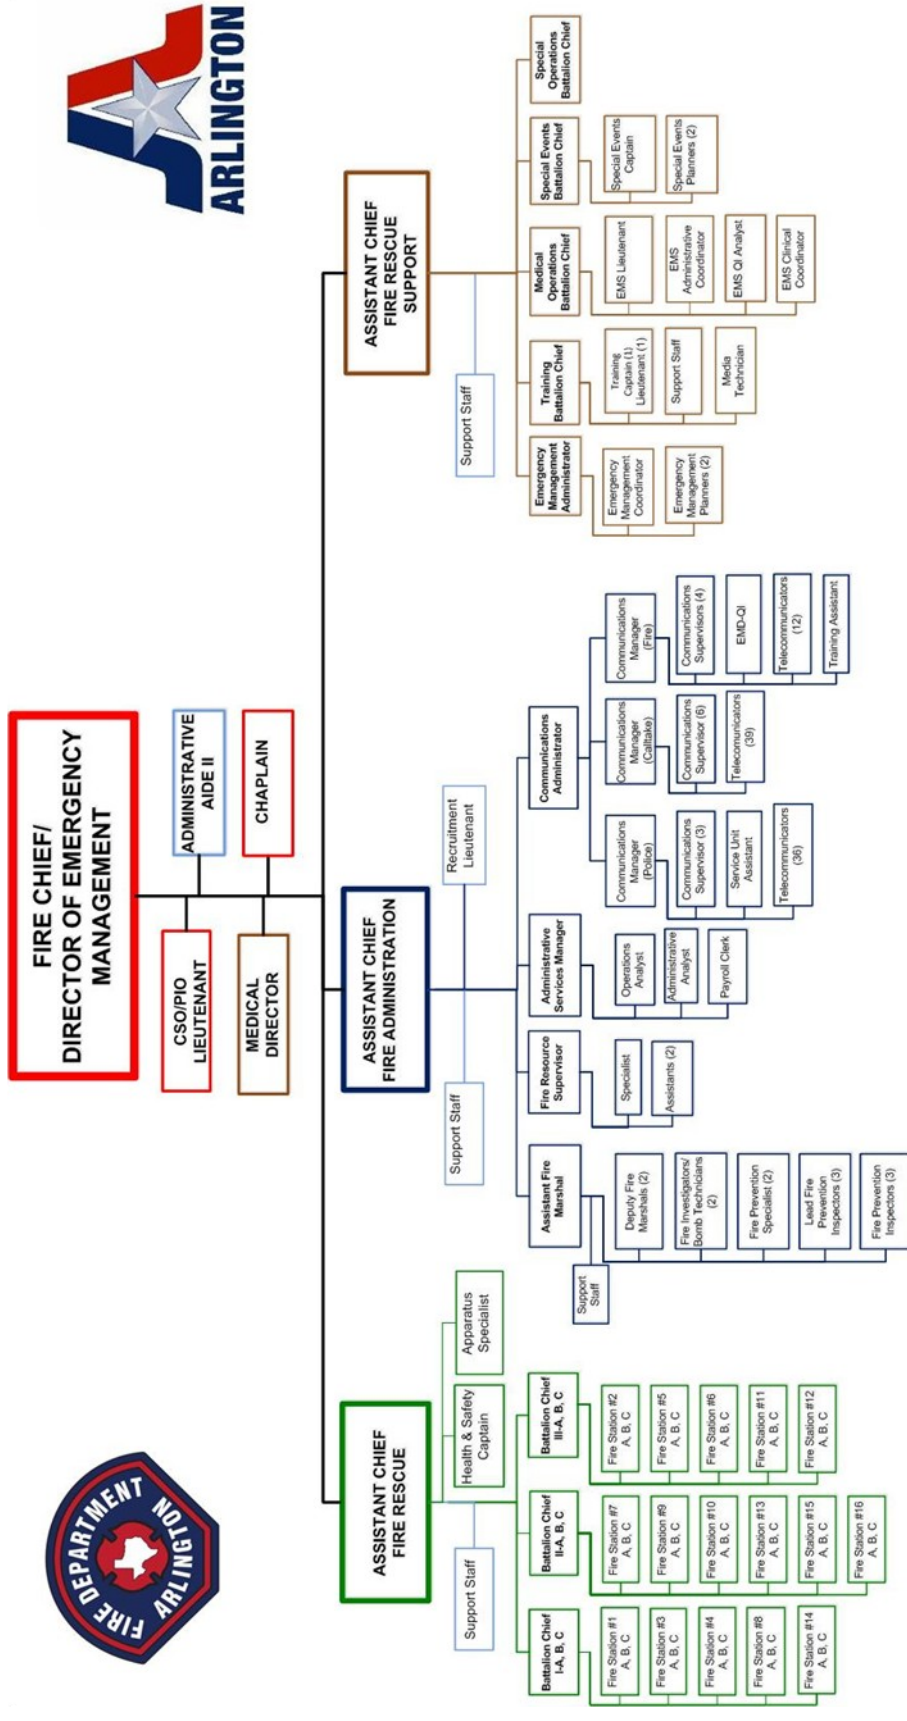 FIRE DEPARTMENT
ARLINGTON
ARLINGTON
FIRE CHIEF/
DIRECTOR OF EMERGENCY
MANAGEMENT
CSO/PIO
LIEUTENANT
ADMINISTRATIVE
AIDE II
MEDICAL
DIRECTOR
CHAPLAIN
ASSISTANT CHIEF
FIRE RESCUE
Support Staff
Health & Safety
Captain
Apparatus
Specialist
Battalion Chief
I-A, B, C
Fire Station #1
A, B, C
Fire Station #3
A, B, C
Fire Station #4
A, B, C
Fire Station #8
A, B, C
Fire Station #14
A, B, C
Battalion Chief
II-A, B, C
Fire Station #7
A, B, C
Fire Station #9
A, B, C
Fire Station #10
A, B, C
Fire Station #13
A, B, C
Fire Station #15
A, B, C
Fire Station #16
A, B, C
Battalion Chief
III-A, B, C
Fire Station #2
A, B, C
Fire Station #5
A, B, C
Fire Station #6
A, B, C
Fire Station #11
A, B, C
Fire Station #12
A, B, C
ASSISTANT CHIEF
FIRE ADMINISTRATION
Support Staff
Recruitment
Lieutenant
Assistant Fire
Marshal
Support
Staff
Deputy Fire
Marshals (2)
Fire Investigators/
Bomb Technicians
(2)
Fire Prevention
Specialist (2)
Lead Fire
Prevention
Inspectors (3)
Fire Prevention
Inspectors (3)
Fire Resource
Supervisor
Specialist
Assistants (2)
Administrative
Services Manager
Operations
Analyst
Administrative
Analyst
Payroll Clerk
Communications
Administrator
Communications
Manager
(Police)
Communications
Supervisor (3)
Service Unit
Assistant
Telecommunicators
(36)
Communications
Manager
(Calltake)
Communications
Supervisor (6)
Telecomunicators
(39)
Communications
Manager
(Fire)
Communications
Supervisors (4)
EMD-QI
Telecommunicators
(12)
Training Assistant
ASSISTANT CHIEF
FIRE RESCUE
SUPPORT
Support Staff
Emergency
Management
Administrator
Emergency
Management
Coordinator
Emergency
Management
Planners (2)
Training
Battalion Chief
Training
Captain (1)
Lieutenant (1)
Support Staff
Media
Technician
Medical
Operations
Battalion Chief
EMS Lieutenant
EMS
Administrative
Coordinator
EMS QI Analyst
EMS Clinical
Coordinator
Special Events
Battalion Chief
Special Events
Captain
Special Events
Planners (2)
Special
Operations
Battalion Chief